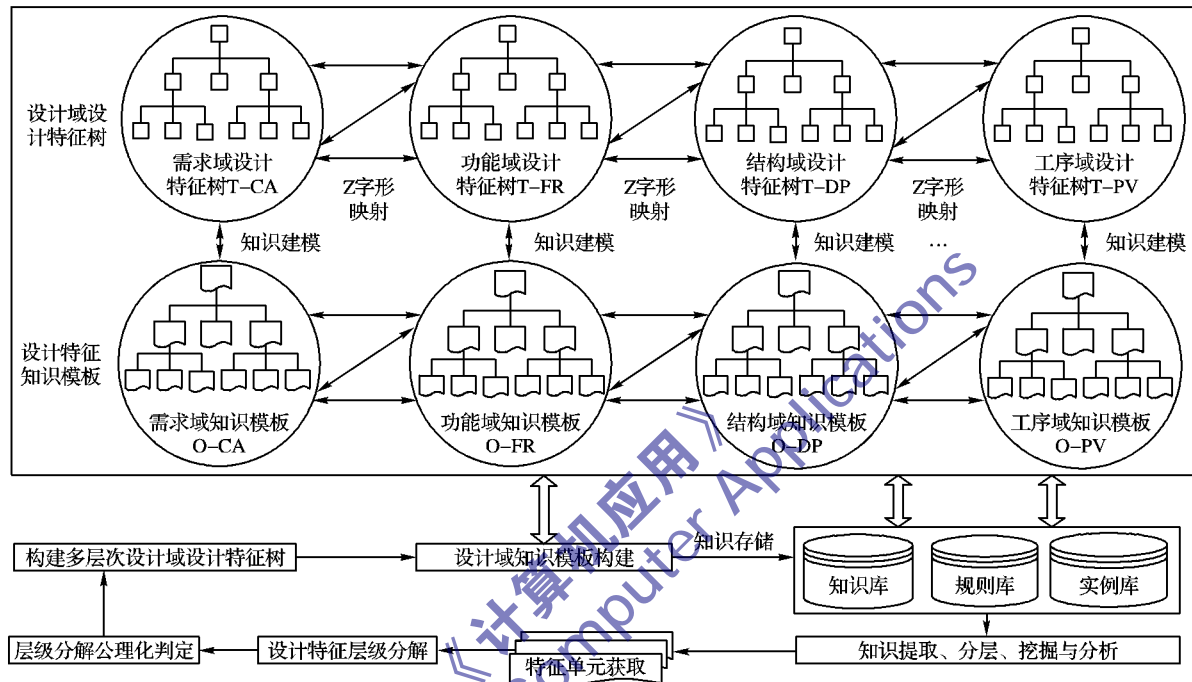 设计域设
计特征树
需求域设计
特征树T-CA
功能域设计
特征树T-FR
结构域设计
特征树T-DP
工序域设计
特征树T-PV
Z字形
映射
Z字形
映射
Z字形
映射
知识建模
知识建模
知识建模
…
知识建模
设计特征
知识模板
需求域知识模板
O-CA
功能域知识模板
O-FR
结构域知识模板
O-DP
工序域知识模板
O-PV
构建多层次设计域设计特征树
设计域知识模板构建
知识存储
知识库
规则库
实例库
层级分解公理化判定
设计特征层级分解
特征单元获取
知识提取、分层、挖掘与分析
《计算机应用》
Computer Applications